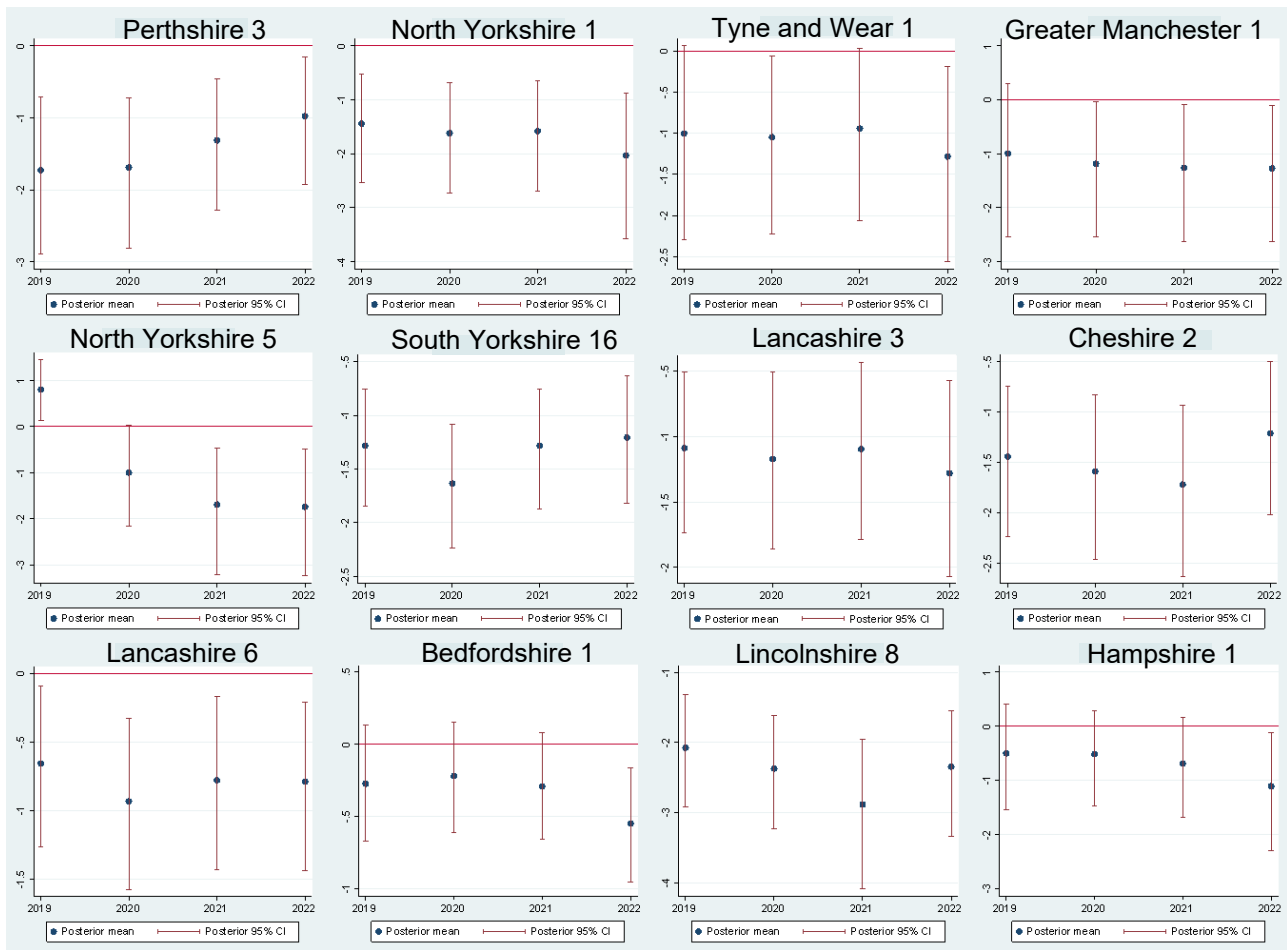 Perthshire 3
0
-1
-2
-3
2019 2020 2021 2022
Posterior mean Posterior 95% CI
North Yorkshire 1
0
-1
-2
-3
-4
2019 2020 2021 2022
Posterior mean Posterior 95% CI
Tyne and Wear 1
0
-.5
-1
-1.5
-2
-2.5
2019 2020 2021 2022
Posterior mean Posterior 95% CI
Greater Manchester 1
1
0
-1
-2
-3
2019 2020 2021 2022
Posterior mean Posterior 95% CI
North Yorkshire 5
1
0
-1
-2
-3
2019 2020 2021 2022
Posterior mean Posterior 95% CI
South Yorkshire 16
-.5
-1
-1.5
-2
-2.5
2019 2020 2021 2022
Posterior mean Posterior 95% CI
Lancashire 3
-.5
-1
-1.5
-2
2019 2020 2021 2022
Posterior mean Posterior 95% CI
Cheshire 2
-.5
-1
-1.5
-2
-2.5
2019 2020 2021 2022
Posterior mean Posterior 95% CI
Lancashire 6
0
-.5
-1
-1.5
2019 2020 2021 2022
Posterior mean Posterior 95% CI
Bedfordshire 1
.5
0
-.5
-1
2019 2020 2021 2022
Posterior mean Posterior 95% CI
Lincolnshire 8
-1
-2
-3
-4
2019 2020 2021 2022
Posterior mean Posterior 95% CI
Hampshire 1
1
0
-1
-2
-3
2019 2020 2021 2022
Posterior mean Posterior 95% CI